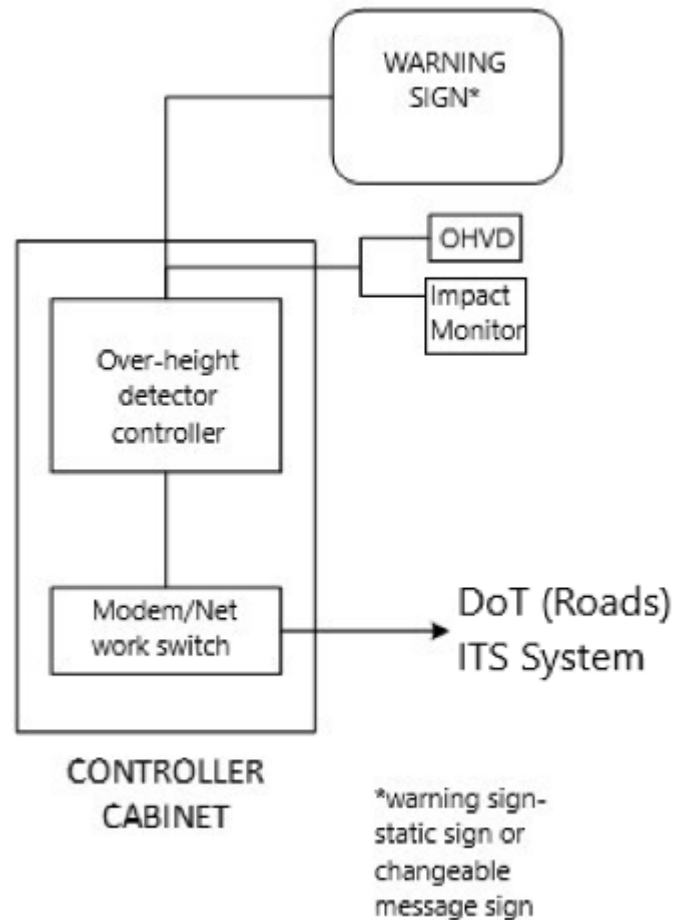 WARNING
SIGN*
OHVD
Impact
Monitor
Over-height
detector
controller
Modem/Net
work switch
DoT (Roads)
ITS System
CONTROLLER
CABINET
*warning sign-
static sign or
changeable
message sign